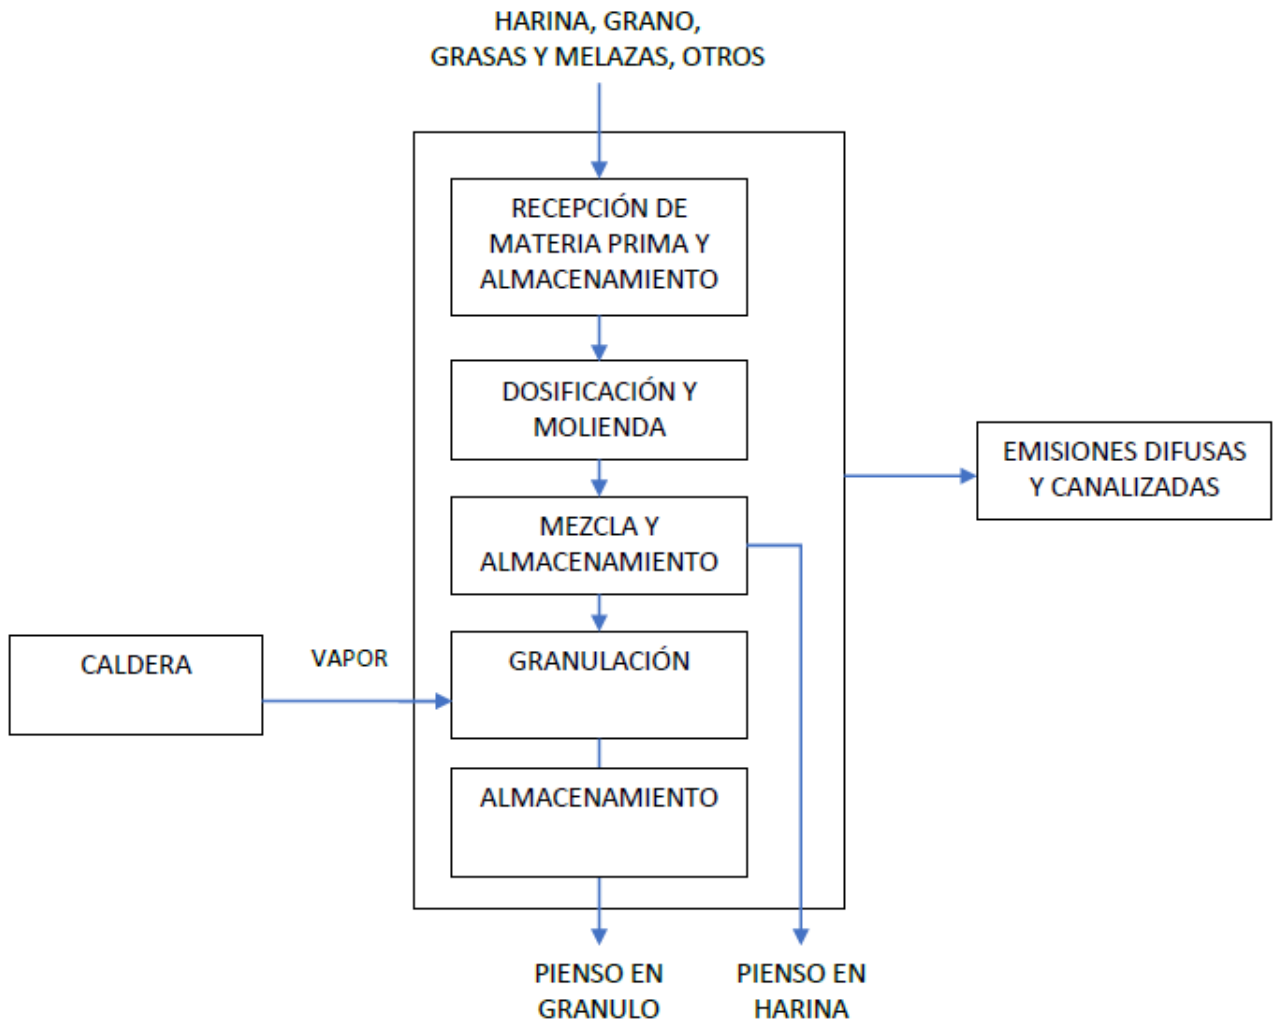 HARINA, GRANO,
GRASAS Y MELAZAS, OTROS
RECEPCIÓN DE
MATERIA PRIMA Y
ALMACENAMIENTO
DOSIFICACIÓN Y
MOLIENDA
EMISIONES DIFUSAS
Y CANALIZADAS
MEZCLA Y
ALMACENAMIENTO
CALDERA
VAPOR
GRANULACIÓN
ALMACENAMIENTO
PIENSO EN
GRANULO
PIENSO EN
HARINA